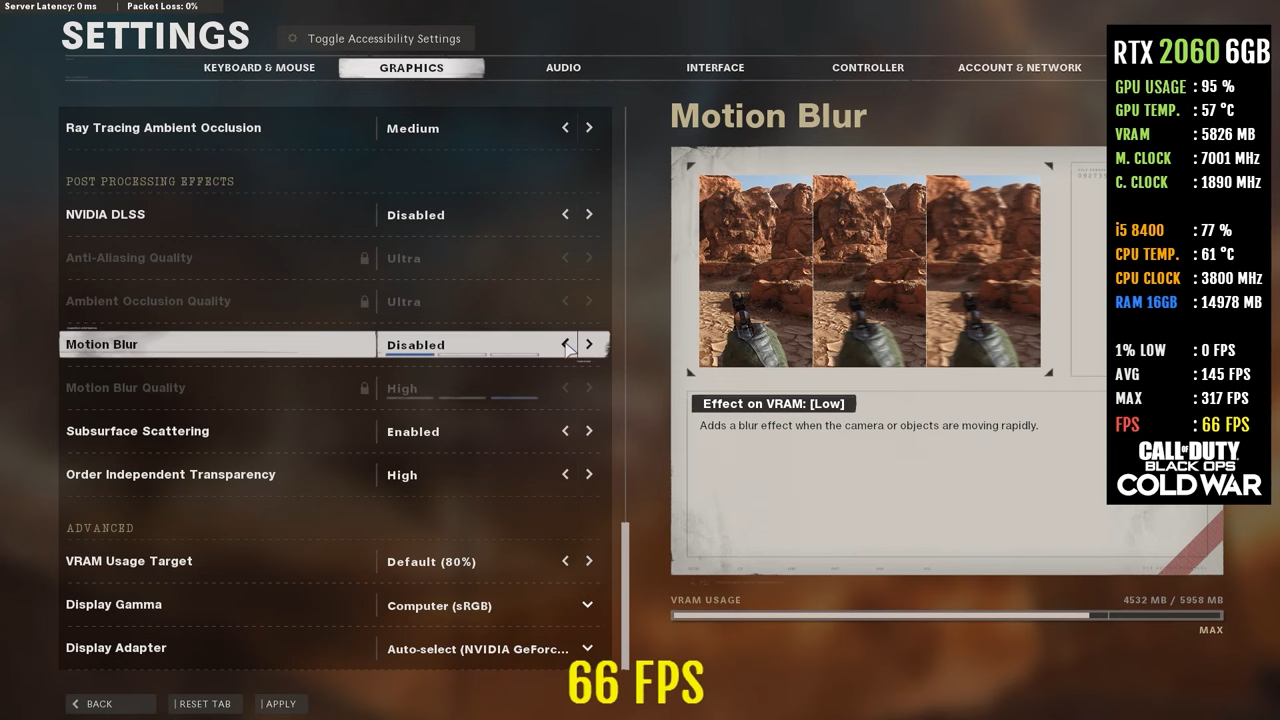 Server Latency: 0 ms | Packet Loss: 0%
SETTINGS
Toggle Accessibility Settings
KEYBOARD & MOUSE
GRAPHICS
AUDIO
INTERFACE
CONTROLLER
ACCOUNT & NETWORK
Ray Tracing Ambient Occlusion Medium
POST PROCESSING EFFECTS
NVIDIA DLSS Disabled
Anti-Aliasing Quality Ultra
Ambient Occlusion Quality Ultra
Motion Blur Disabled
Motion Blur Quality High
Subsurface Scattering Enabled
Order Independent Transparency High
ADVANCED
VRAM Usage Target Default (80%)
Display Gamma Computer (sRGB)
Display Adapter Auto-select (NVIDIA GeForc...
BACK
| RESET TAB
| APPLY
Motion Blur
Effect on VRAM: [Low]
Adds a blur effect when the camera or objects are moving rapidly.
VRAM USAGE 4532 MB / 5958 MB
MAX
66 FPS
RTX 2060 6GB
GPU USAGE : 95 %
GPU TEMP. : 57 °C
VRAM : 5826 MB
M. CLOCK : 7001 MHz
C. CLOCK : 1890 MHz
i5 8400 : 77 %
CPU TEMP. : 61 °C
CPU CLOCK : 3800 MHz
RAM 16GB : 14978 MB
1% LOW : 0 FPS
AVG : 145 FPS
MAX : 317 FPS
FPS : 66 FPS
CALL OF DUTY
BLACK OPS
COLD WAR